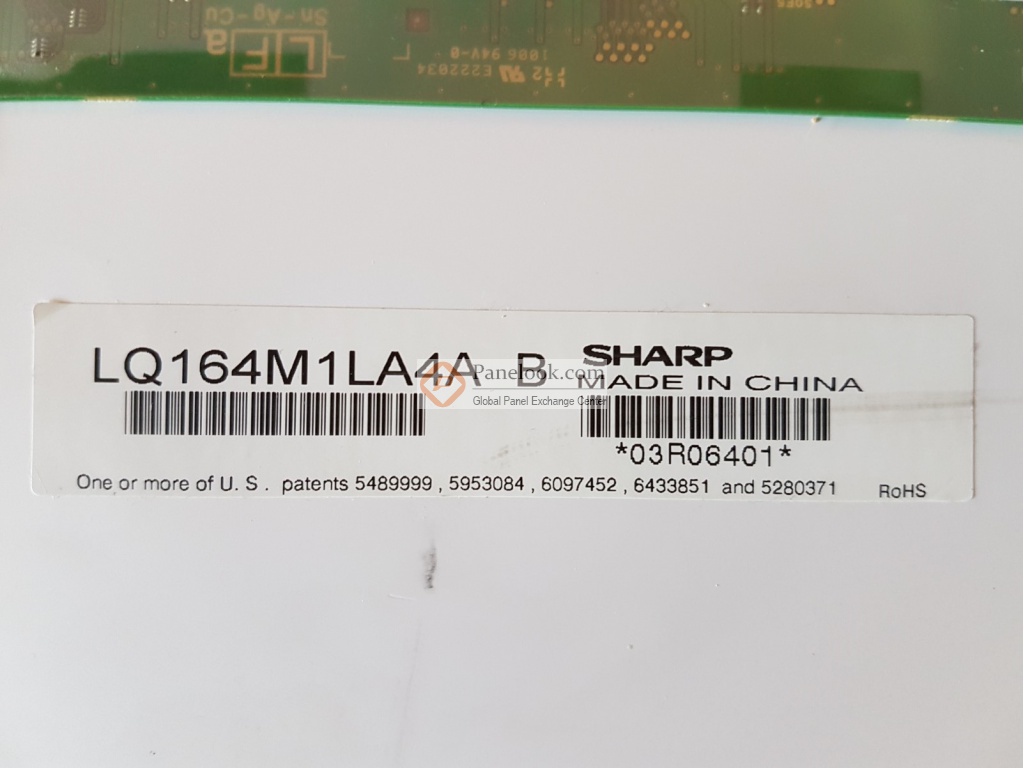 Sn-Ag-Cu
LFa
1006 94V-0
E222034
LQ164M1LA4A B
SHARP
MADE IN CHINA
Panelook.com
Global Panel Exchange Center
*03R06401*
One or more of U. S. patents 5489999 , 5953084 , 6097452 , 6433851 and 5280371
RoHS